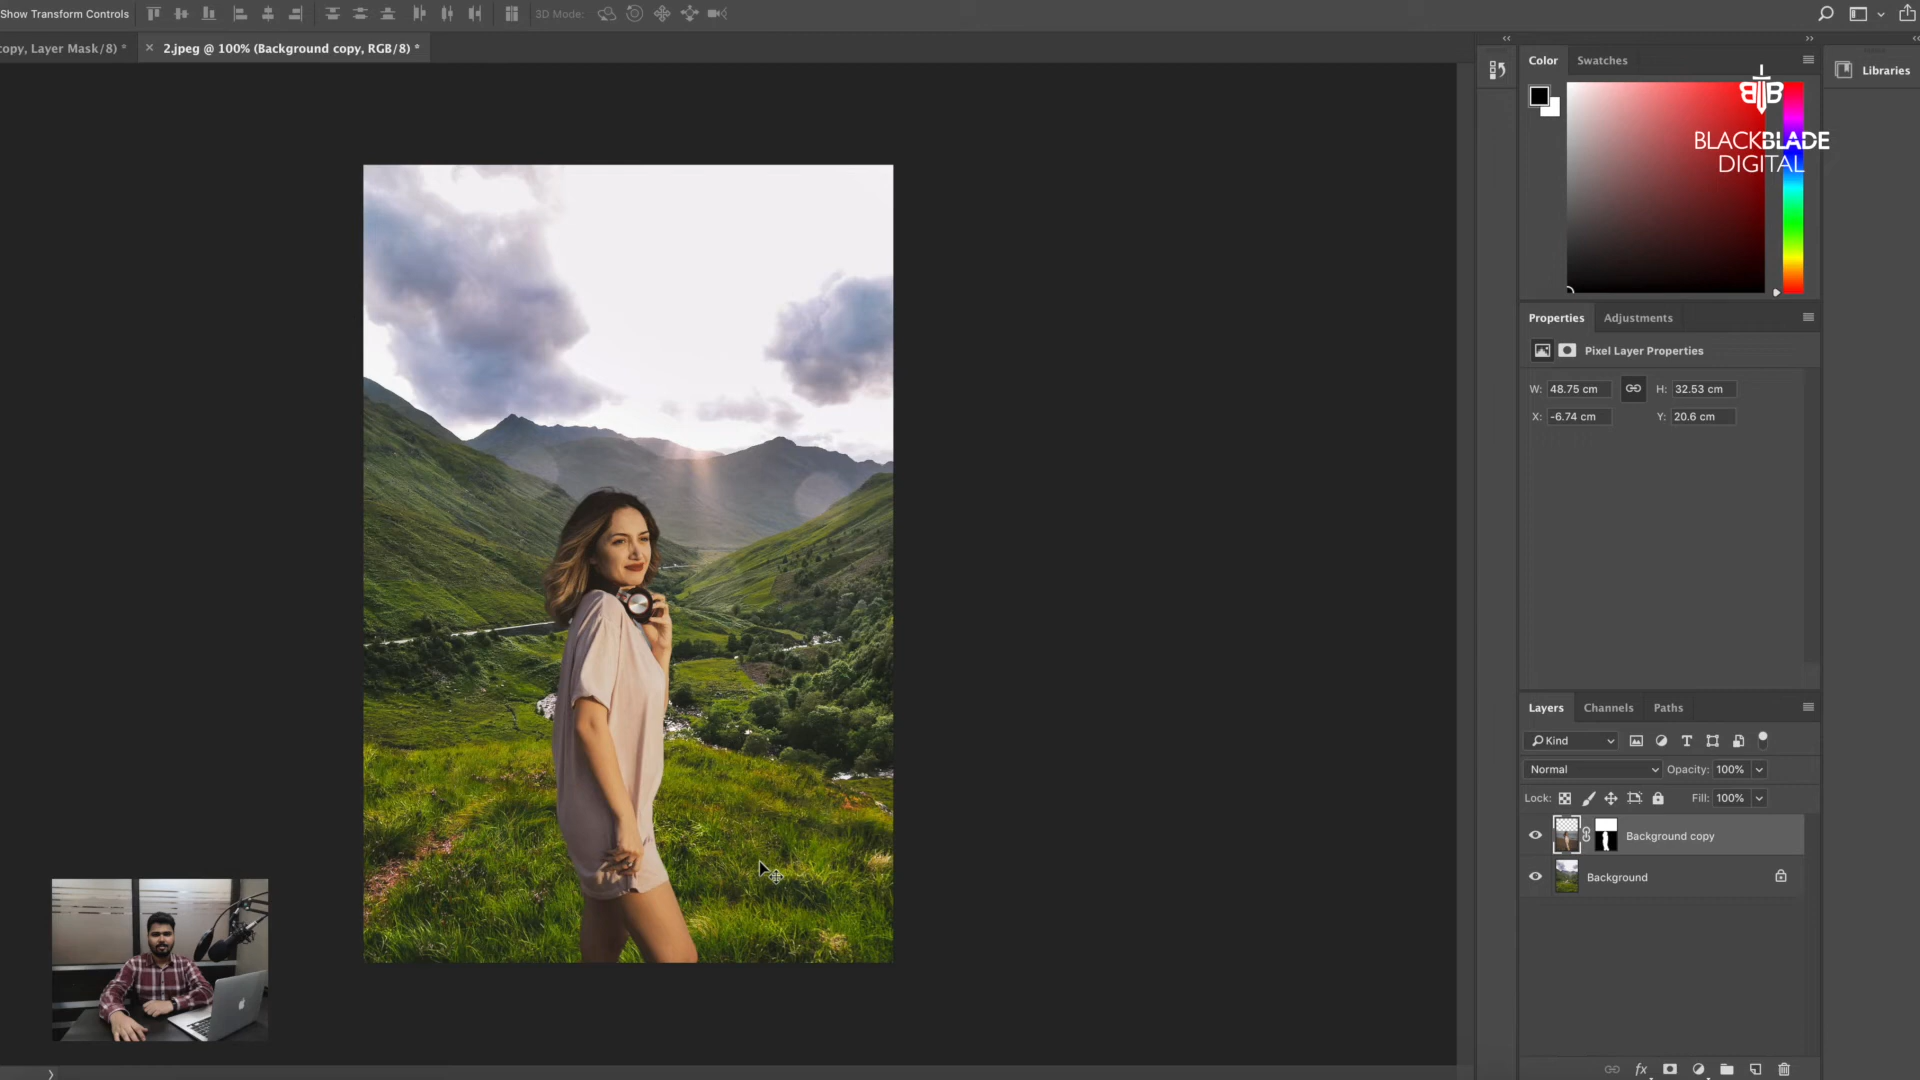 Show Transform Controls
3D Mode:
copy, Layer Mask/8) *
2.jpeg @ 100% (Background copy, RGB/8) *
Color
Swatches
Libraries
BLACKBLADE
DIGITAL
Properties
Adjustments
Pixel Layer Properties
W: 48.75 cm
H: 32.53 cm
X: -6.74 cm
Y: 20.6 cm
Layers
Channels
Paths
Kind
Normal
Opacity: 100%
Lock:
Fill: 100%
Background copy
Background
fx